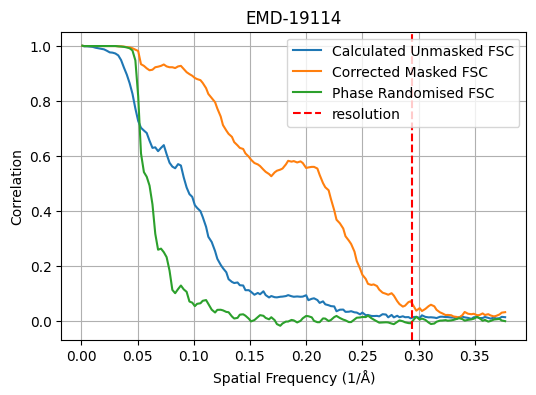 EMD-19114
1.0
0.8
0.6
0.4
0.2
0.0
Correlation
Calculated Unmasked FSC
Corrected Masked FSC
Phase Randomised FSC
resolution
0.00 0.05 0.10 0.15 0.20 0.25 0.30 0.35
Spatial Frequency (1/Å)